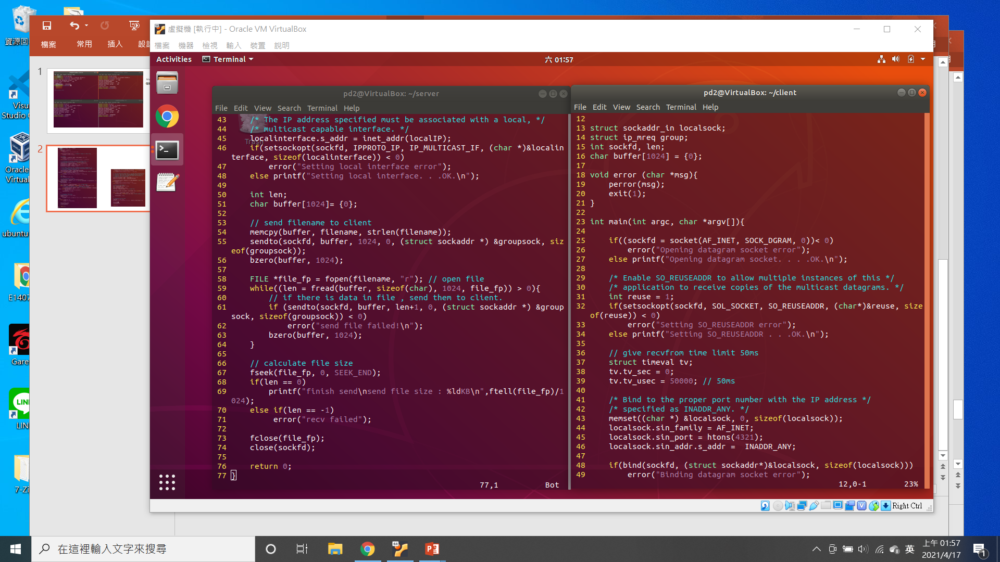 資源回
Visu
Studio
Oracle
Virtual
ubuntu
E1407
Gare
LIN
LIN
7-Zi
檔案
常用
插入
設計
1
2
虛擬機 [執行中] - Oracle VM VirtualBox
檔案
機器
檢視
輸入
裝置
說明
Activities
Terminal
六 01:57
pd2@VirtualBox: ~/server
File Edit View Search Terminal Help
Trash
43     /* The IP address specified must be associated with a local, */
44     /* multicast capable interface. */
45     localinterface.s_addr = inet_addr(localIP);
46     if(setsockopt(sockfd, IPPROTO_IP, IP_MULTICAST_IF, (char *)&localin
terface, sizeof(localinterface)) < 0)
47         error("Setting local interface error");
48     else printf("Setting local interface. . .OK.\n");
49
50     int len;
51     char buffer[1024]= {0};
52
53     // send filename to client
54     memcpy(buffer, filename, strlen(filename));
55     sendto(sockfd, buffer, 1024, 0, (struct sockaddr *) &groupsock, siz
eof(groupsock));
56     bzero(buffer, 1024);
57
58     FILE *file_fp = fopen(filename, "r"); // open file
59     while((len = fread(buffer, sizeof(char), 1024, file_fp)) > 0){
60         // if there is data in file , send them to client.
61         if (sendto(sockfd, buffer, len+1, 0, (struct sockaddr *) &group
sock, sizeof(groupsock)) < 0)
62             error("send file failed!\n");
63         bzero(buffer, 1024);
64     }
65
66     // calculate file size
67     fseek(file_fp, 0, SEEK_END);
68     if(len == 0)
69         printf("finish send\nsend file size : %ldKB\n",ftell(file_fp)/1
024);
70     else if(len == -1)
71          error("recv failed");
72
73     fclose(file_fp);
74     close(sockfd);
75
76     return 0;
77 }
77,1
Bot
pd2@VirtualBox: ~/client
File Edit View Search Terminal Help
12
13 struct sockaddr_in localsock;
14 struct ip_mreq group;
15 int sockfd, len;
16 char buffer[1024] = {0};
17
18 void error (char *msg){
19     perror(msg);
20     exit(1);
21 }
22
23 int main(int argc, char *argv[]){
24
25     if((sockfd = socket(AF_INET, SOCK_DGRAM, 0))< 0)
26         error("Opening datagram socket error");
27     else printf("Opening datagram socket. . . .OK.\n");
28
29     /* Enable SO_REUSEADDR to allow multiple instances of this */
30     /* application to receive copies of the multicast datagrams. */
31     int reuse = 1;
32     if(setsockopt(sockfd, SOL_SOCKET, SO_REUSEADDR, (char*)&reuse, size
of(reuse)) < 0)
33         error("Setting SO_REUSEADDR error");
34     else printf("Setting SO_REUSEADDR . . .OK.\n");
35
36     // give recvfrom time limit 50ms
37     struct timeval tv;
38     tv.tv_sec = 0;
39     tv.tv_usec = 50000; // 50ms
40
41     /* Bind to the proper port number with the IP address */
42     /* specified as INADDR_ANY. */
43     memset((char *) &localsock, 0, sizeof(localsock));
44     localsock.sin_family = AF_INET;
45     localsock.sin_port = htons(4321);
46     localsock.sin_addr.s_addr =  INADDR_ANY;
47
48     if(bind(sockfd, (struct sockaddr*)&localsock, sizeof(localsock)))
49         error("Binding datagram socket error");
12,0-1
23%
Right Ctrl
在這裡輸入文字來搜尋
英
上午 01:57
2021/4/17
1